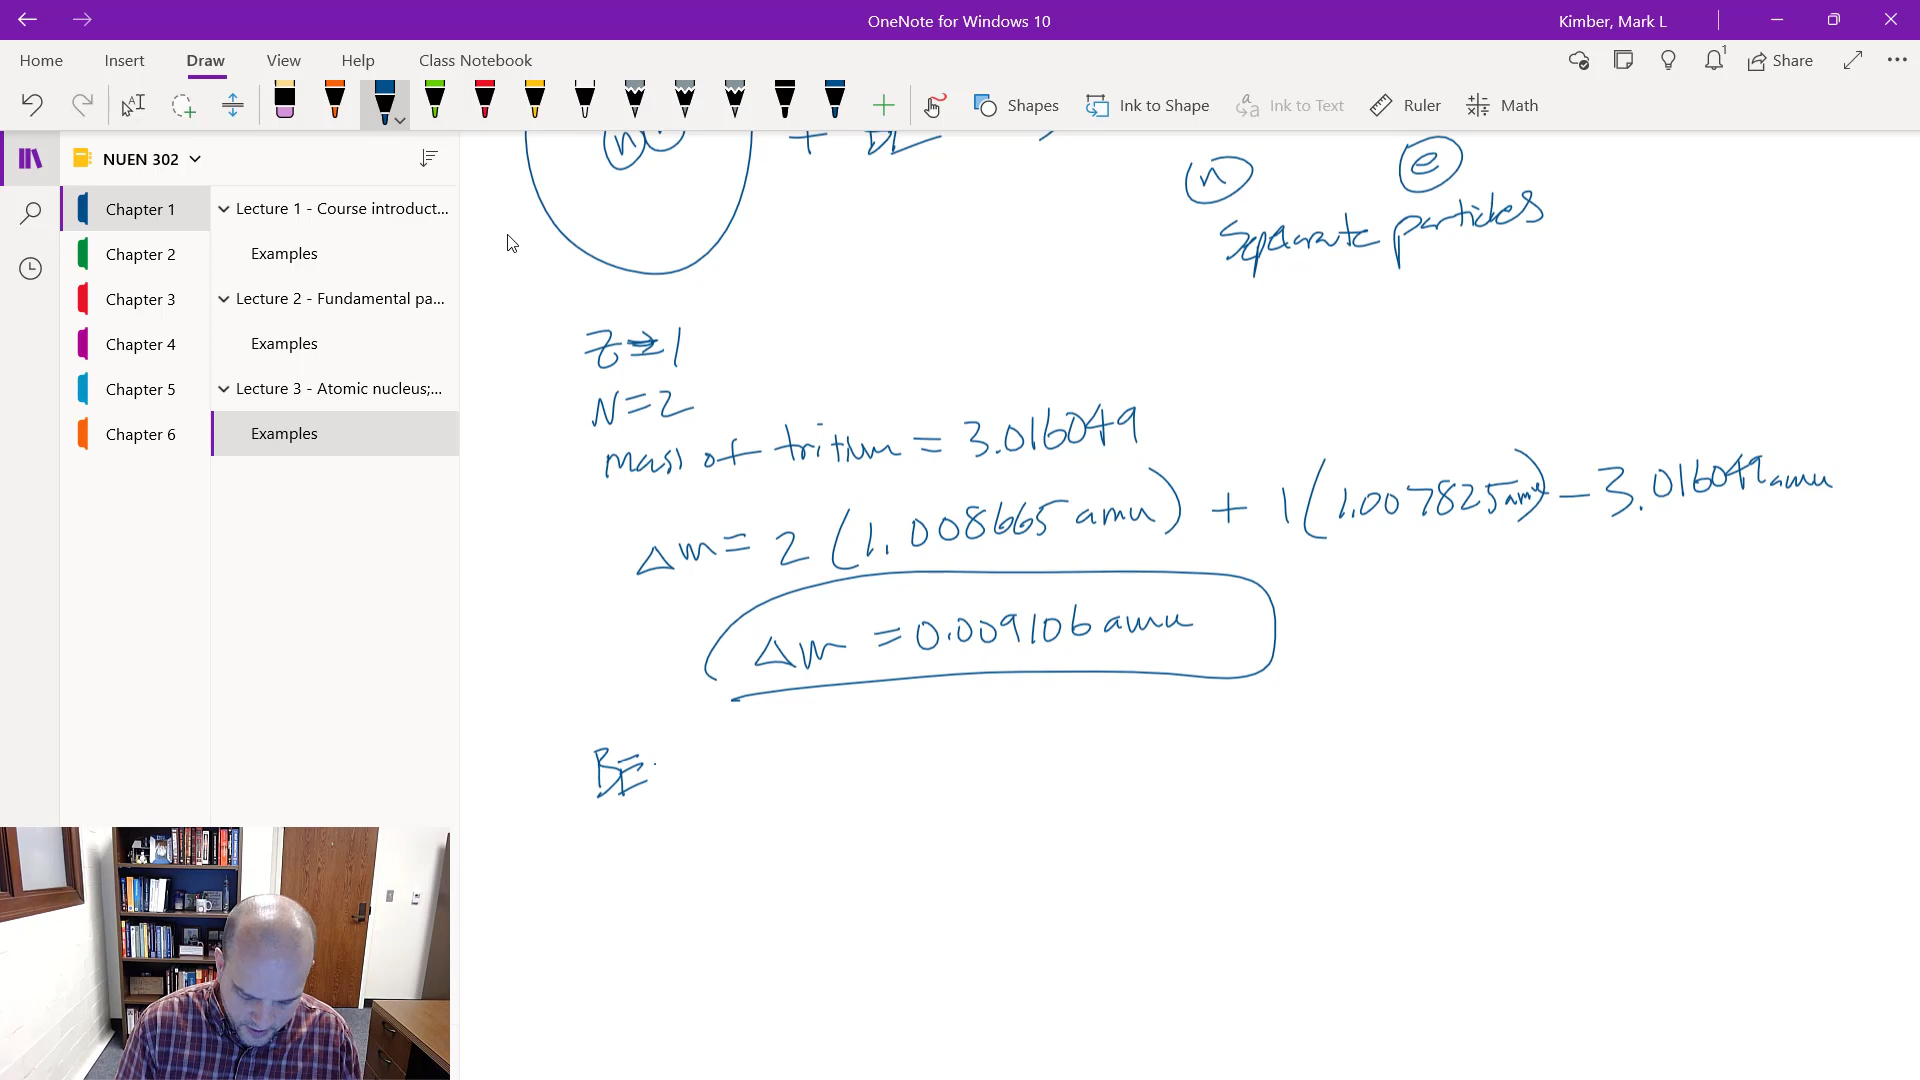 OneNote for Windows 10
Kimber, Mark L
Home Insert Draw View Help Class Notebook
1 Share
Shapes Ink to Shape Ink to Text Ruler Math
NUEN 302
Chapter 1
Chapter 2
Chapter 3
Chapter 4
Chapter 5
Chapter 6
Lecture 1 - Course introduct...
Examples
Lecture 2 - Fundamental pa...
Examples
Lecture 3 - Atomic nucleus;...
Examples
n + BE
n e
Separate particles
Z = 1
N = 2
mass of tritium = 3.016049
Δm = 2 (1.008665 amu) + 1 (1.007825 amu) - 3.016049 amu
Δm = 0.009106 amu
BE